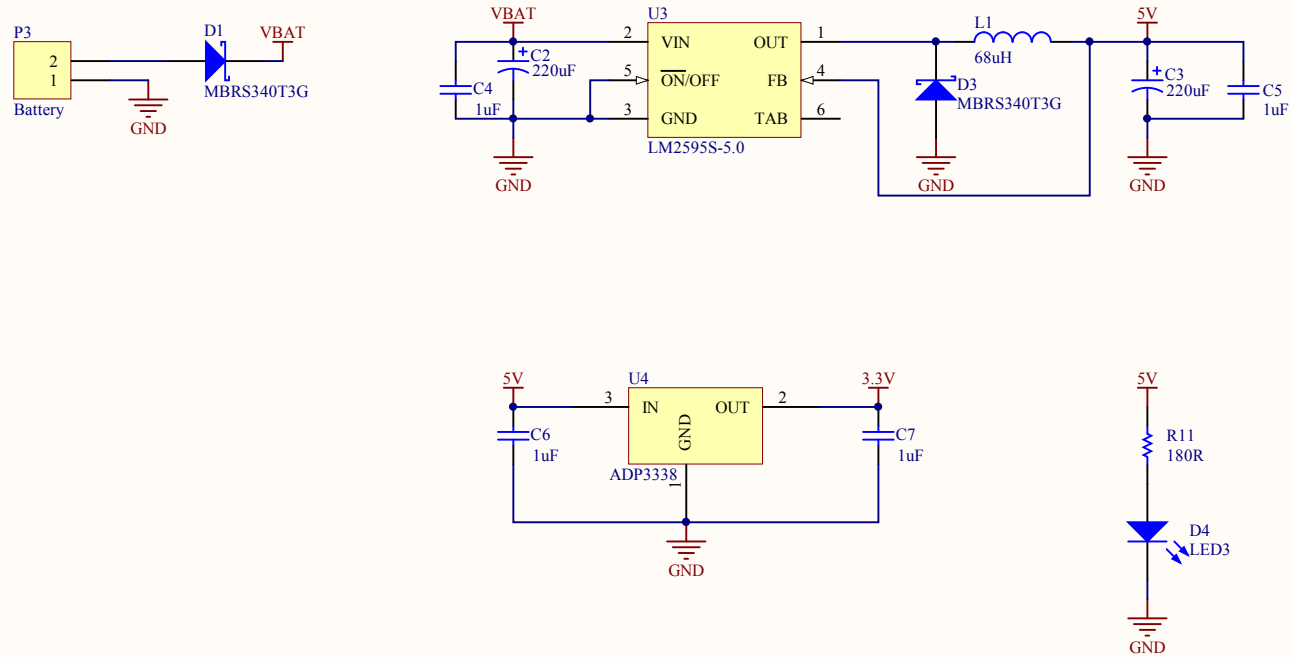 P3
2
1
Battery
GND
D1
MBRS340T3G
VBAT
VBAT
C2
220uF
C4
1uF
GND
U3
2 VIN OUT 1
5 ON/OFF FB 4
3 GND TAB 6
LM2595S-5.0
L1
68uH
D3
MBRS340T3G
GND
5V
C3
220uF
C5
1uF
GND
5V
C6
1uF
U4
3 IN OUT 2
GND
1
ADP3338
GND
3.3V
C7
1uF
5V
R11
180R
D4
LED3
GND